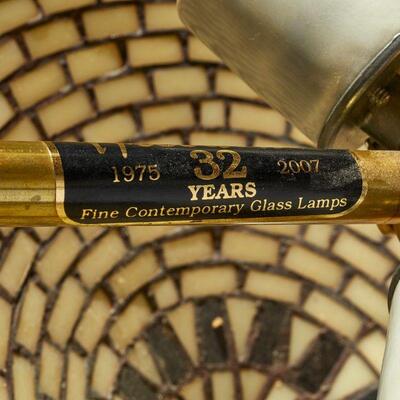 1975 32 2007
YEARS
Fine Contemporary Glass Lamps